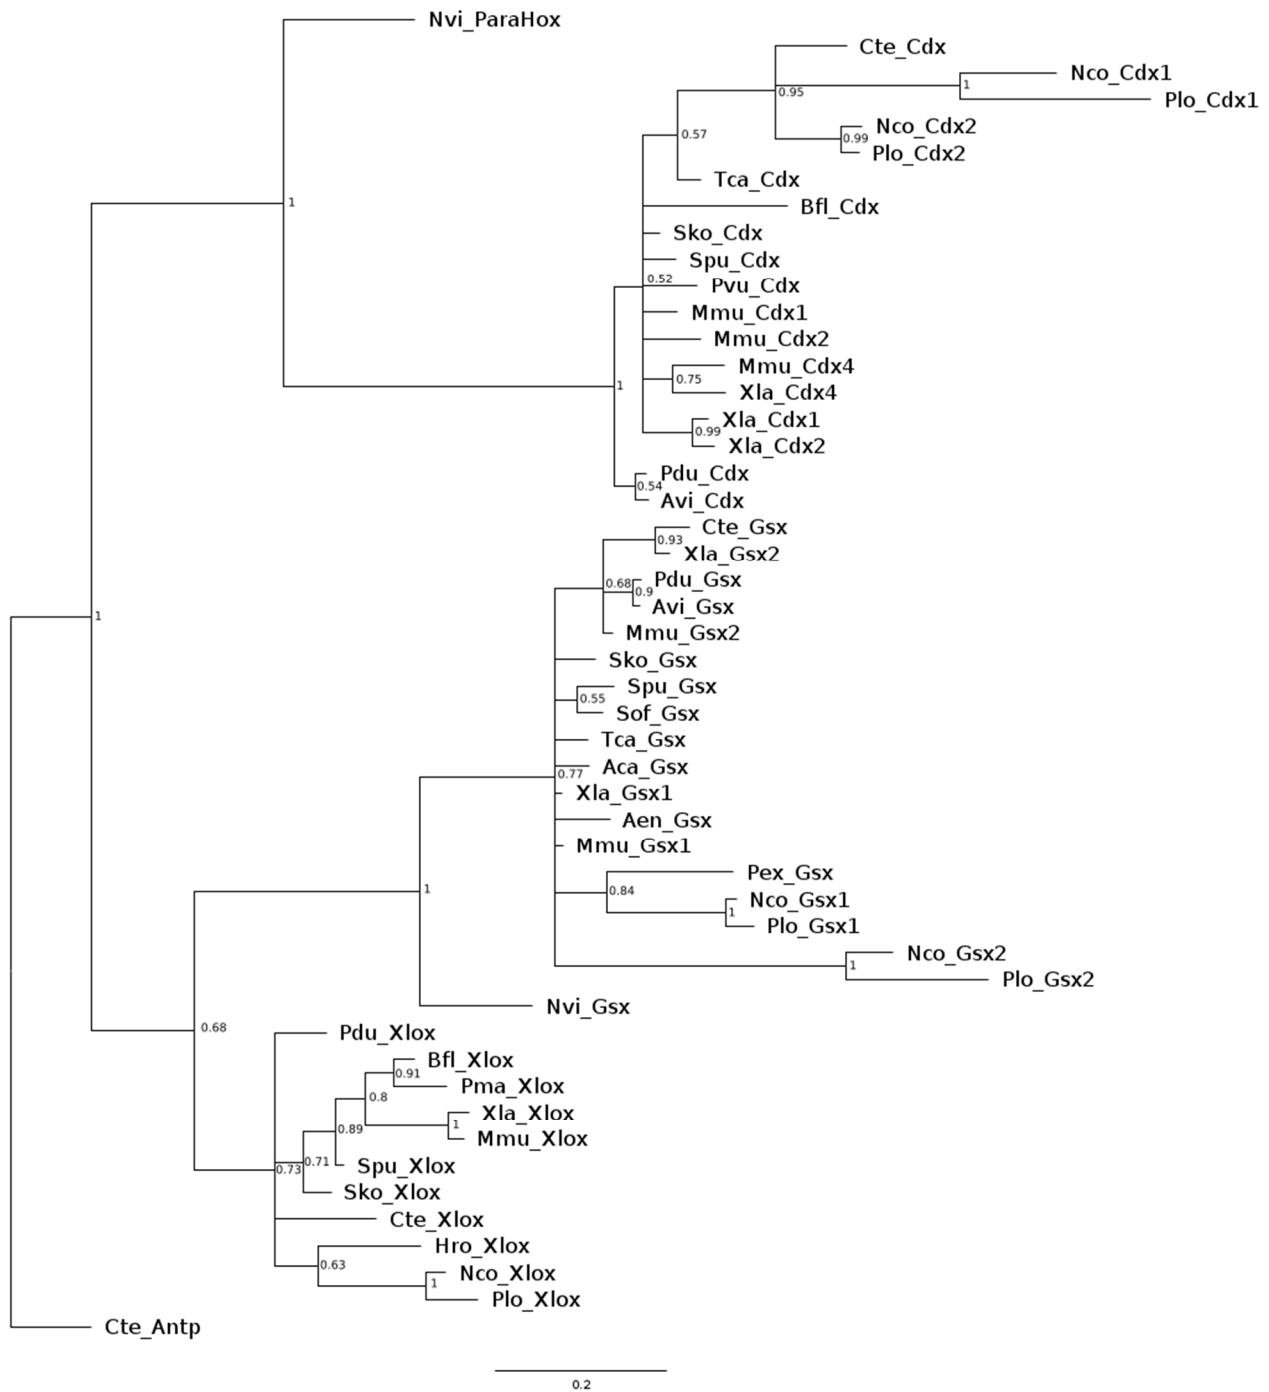 Nvi_ParaHox
Cte_Cdx
Nco_Cdx1
1
Plo_Cdx1
0.95
Nco_Cdx2
0.99
Plo_Cdx2
0.57
Tca_Cdx
1
Bfl_Cdx
Sko_Cdx
Spu_Cdx
0.52
Pvu_Cdx
Mmu_Cdx1
Mmu_Cdx2
Mmu_Cdx4
0.75
Xla_Cdx4
1
Xla_Cdx1
0.99
Xla_Cdx2
Pdu_Cdx
0.54
Avi_Cdx
Cte_Gsx
0.93
Xla_Gsx2
Pdu_Gsx
0.68
0.9
Avi_Gsx
1
Mmu_Gsx2
Sko_Gsx
Spu_Gsx
0.55
Sof_Gsx
Tca_Gsx
Aca_Gsx
0.77
Xla_Gsx1
Aen_Gsx
Mmu_Gsx1
Pex_Gsx
1
0.84
Nco_Gsx1
1
Plo_Gsx1
Nco_Gsx2
1
Plo_Gsx2
Nvi_Gsx
0.68
Pdu_Xlox
Bfl_Xlox
0.91
Pma_Xlox
0.8
Xla_Xlox
1
0.89
Mmu_Xlox
0.71
Spu_Xlox
0.73
Sko_Xlox
Cte_Xlox
Hro_Xlox
0.63
Nco_Xlox
1
Plo_Xlox
Cte_Antp
0.2